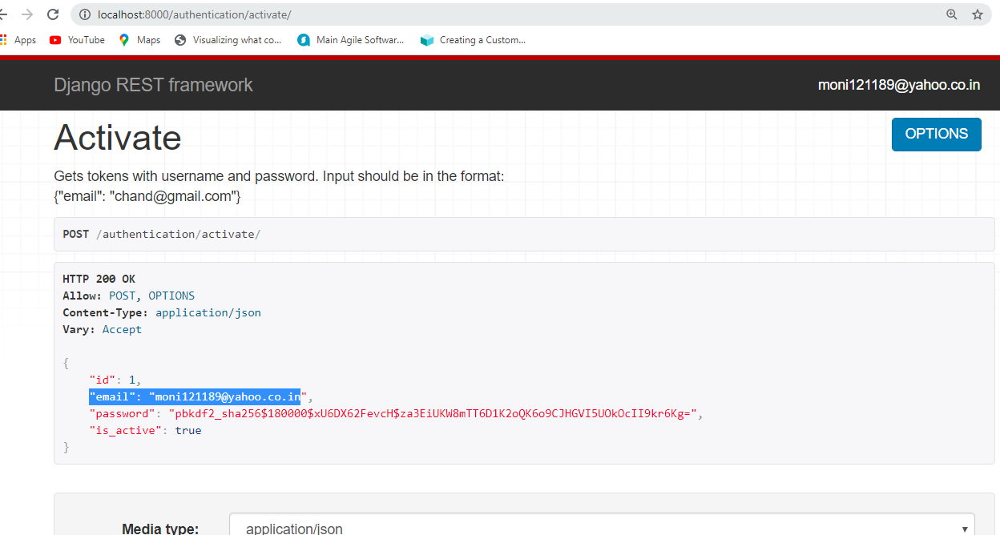 localhost:8000/authentication/activate/
Apps YouTube Maps Visualizing what co... Main Agile Softwar... Creating a Custom...
Django REST framework moni121189@yahoo.co.in
Activate OPTIONS
Gets tokens with username and password. Input should be in the format:
{"email": "chand@gmail.com"}
POST /authentication/activate/
HTTP 200 OK
Allow: POST, OPTIONS
Content-Type: application/json
Vary: Accept
{
"id": 1,
"email": "moni121189@yahoo.co.in",
"password": "pbkdf2_sha256$180000$xU6DX62FevcH$za3EiUKW8mTT6D1K2oQK6o9CJHGVI5UOkOcII9kr6Kg=",
"is_active": true
}
Media type: application/json